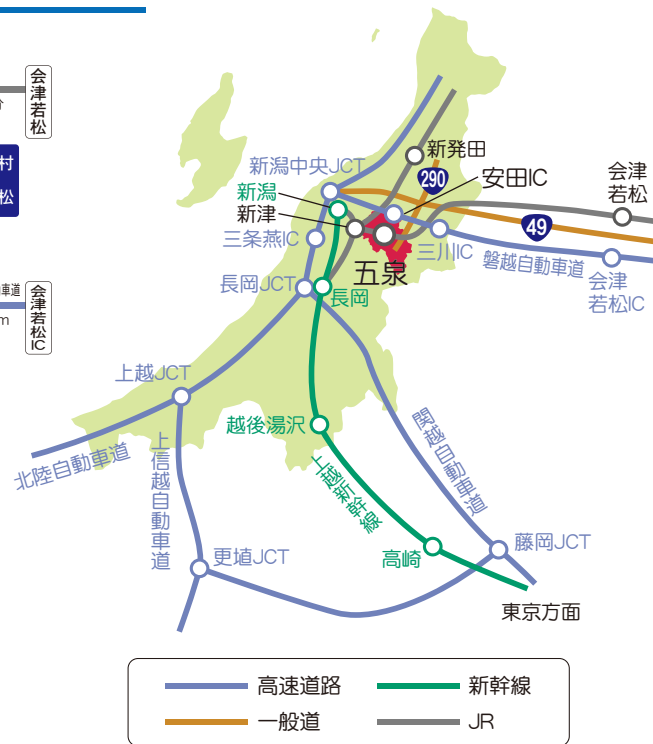 会津若松
分
村
松
動車道
m
会津若松IC
新発田
新潟中央JCT
290
安田IC
会津
若松
新潟
新津
49
三条燕IC
三川IC
五泉
磐越自動車道
会津
若松IC
長岡JCT
長岡
上越JCT
越後湯沢
関越自動車道
北陸自動車道
上信越自動車道
上越新幹線
藤岡JCT
高崎
更埴JCT
東京方面
高速道路
新幹線
一般道
JR